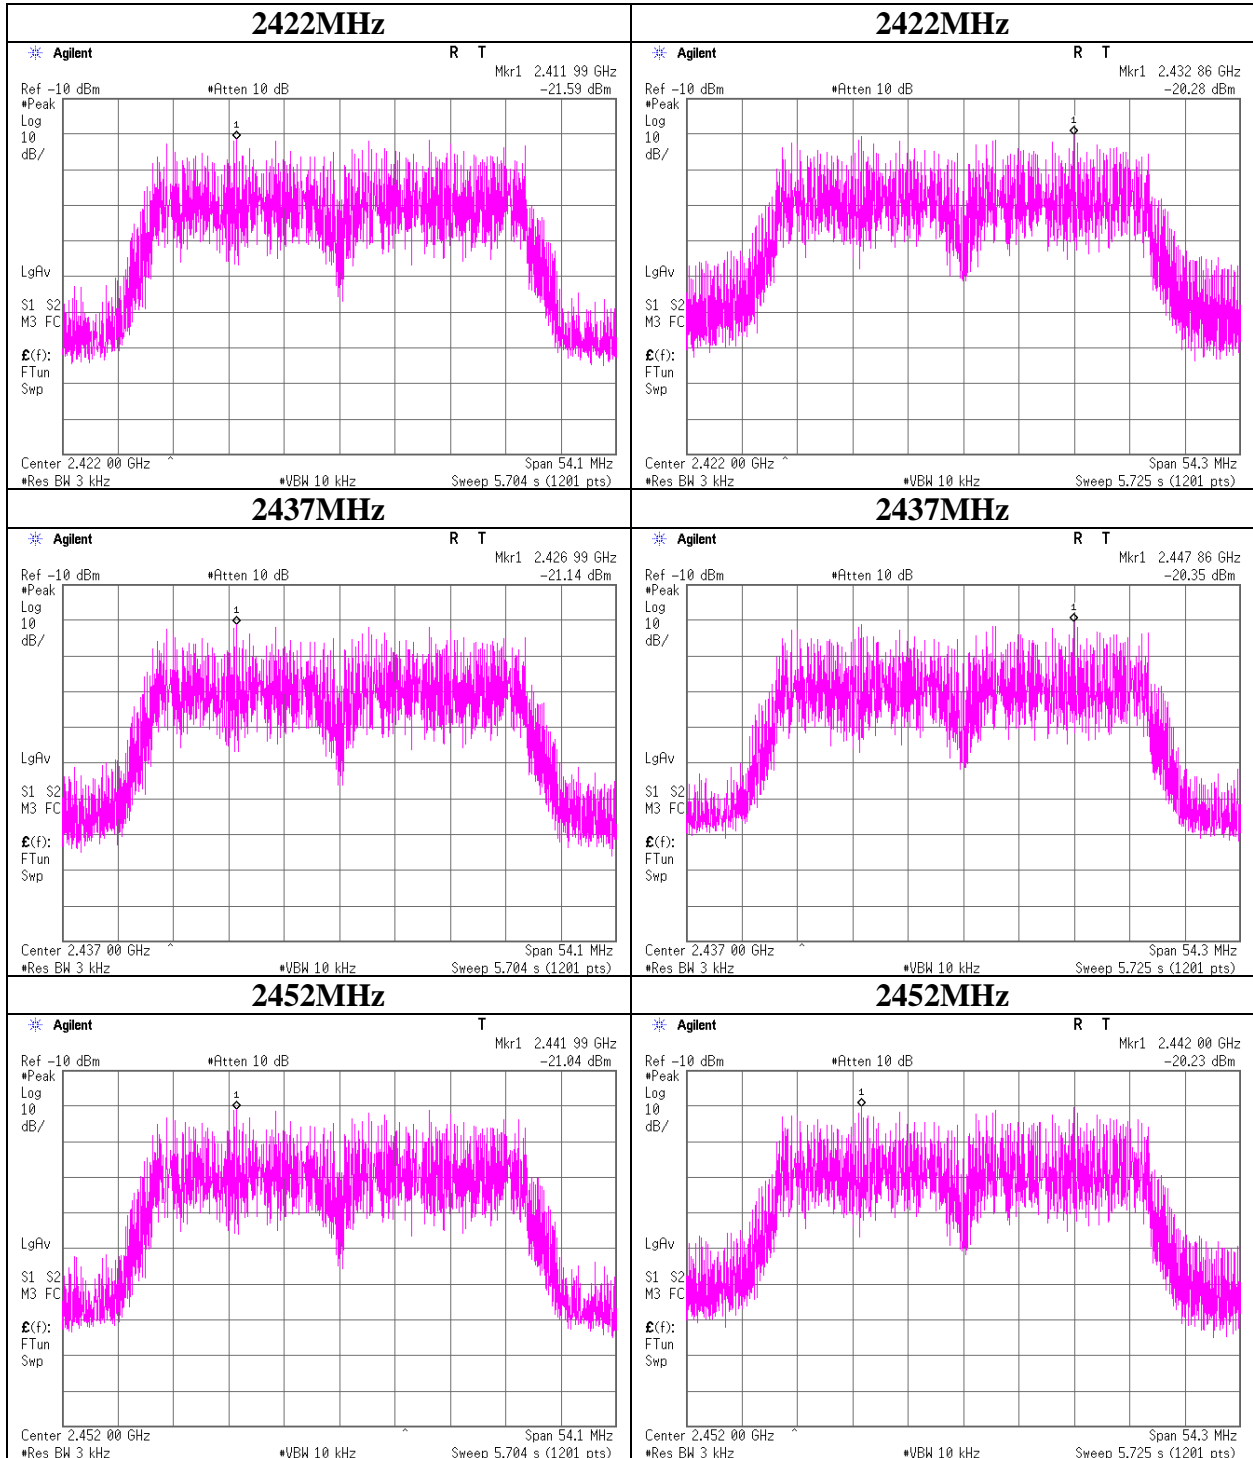 2422MHz
Agilent
R T
Mkr1 2.411 99 GHz
Ref -10 dBm #Atten 10 dB -21.59 dBm
#Peak
Log
10
dB/
1
LgAv
S1 S2
M3 FC
£(f):
FTun
Swp
Center 2.422 00 GHz ^ Span 54.1 MHz
#Res BW 3 kHz #VBW 10 kHz Sweep 5.704 s (1201 pts)
2422MHz
Agilent
R T
Mkr1 2.432 86 GHz
Ref -10 dBm #Atten 10 dB -20.28 dBm
#Peak
Log
10
dB/
1
LgAv
S1 S2
M3 FC
£(f):
FTun
Swp
Center 2.422 00 GHz ^ Span 54.3 MHz
#Res BW 3 kHz #VBW 10 kHz Sweep 5.725 s (1201 pts)
2437MHz
Agilent
R T
Mkr1 2.426 99 GHz
Ref -10 dBm #Atten 10 dB -21.14 dBm
#Peak
Log
10
dB/
1
LgAv
S1 S2
M3 FC
£(f):
FTun
Swp
Center 2.437 00 GHz ^ Span 54.1 MHz
#Res BW 3 kHz #VBW 10 kHz Sweep 5.704 s (1201 pts)
2437MHz
Agilent
R T
Mkr1 2.447 86 GHz
Ref -10 dBm #Atten 10 dB -20.35 dBm
#Peak
Log
10
dB/
1
LgAv
S1 S2
M3 FC
£(f):
FTun
Swp
Center 2.437 00 GHz ^ Span 54.3 MHz
#Res BW 3 kHz #VBW 10 kHz Sweep 5.725 s (1201 pts)
2452MHz
Agilent
T
Mkr1 2.441 99 GHz
Ref -10 dBm #Atten 10 dB -21.04 dBm
#Peak
Log
10
dB/
1
LgAv
S1 S2
M3 FC
£(f):
FTun
Swp
Center 2.452 00 GHz ^ Span 54.1 MHz
#Res BW 3 kHz #VBW 10 kHz Sweep 5.704 s (1201 pts)
2452MHz
Agilent
R T
Mkr1 2.442 00 GHz
Ref -10 dBm #Atten 10 dB -20.23 dBm
#Peak
Log
10
dB/
1
LgAv
S1 S2
M3 FC
£(f):
FTun
Swp
Center 2.452 00 GHz ^ Span 54.3 MHz
#Res BW 3 kHz #VBW 10 kHz Sweep 5.725 s (1201 pts)